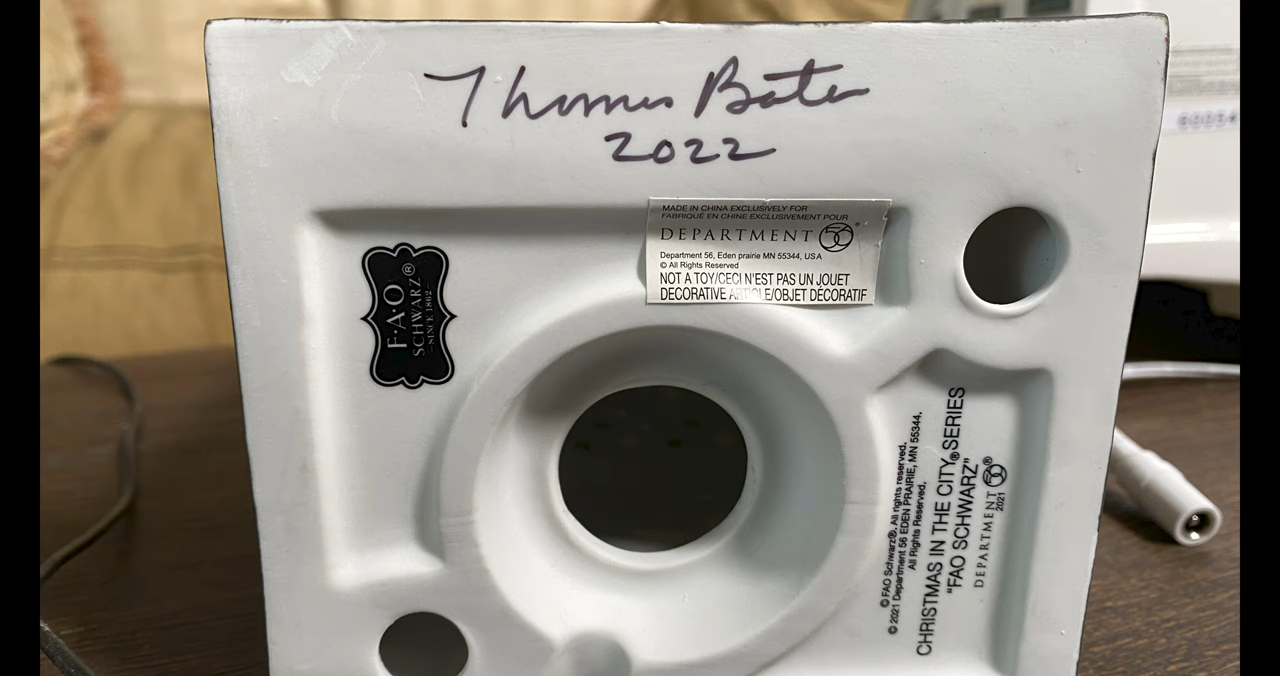 Thomas Bates
2022
MADE IN CHINA EXCLUSIVELY FOR
FABRIQUÉ EN CHINE EXCLUSIVEMENT POUR
DEPARTMENT 56®
Department 56, Eden prairie MN 55344, USA
© All Rights Reserved
NOT A TOY/CECI N'EST PAS UN JOUET
DECORATIVE ARTICLE/OBJET DÉCORATIF
F·A·O
SCHWARZ®
–SINCE 1862–
© FAO Schwarz®. All rights reserved.
© 2021 Department 56 EDEN PRAIRIE, MN 55344.
All Rights Reserved.
CHRISTMAS IN THE CITY® SERIES
"FAO SCHWARZ"
DEPARTMENT 56®
2021